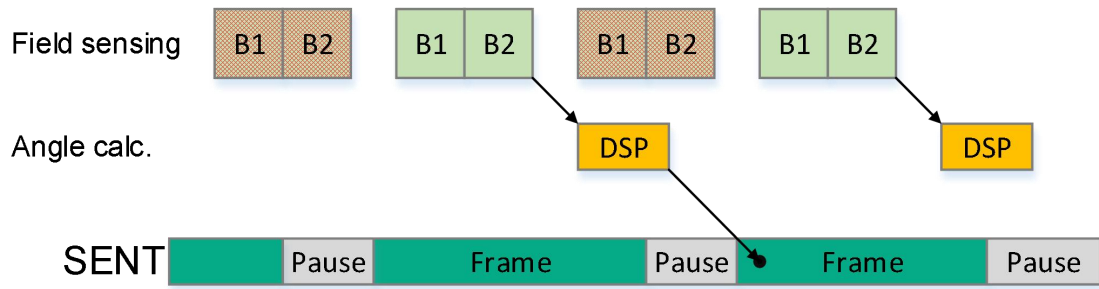 Field sensing B1 B2 B1 B2 B1 B2 B1 B2
Angle calc. DSP DSP
SENT Pause Frame Pause Frame Pause